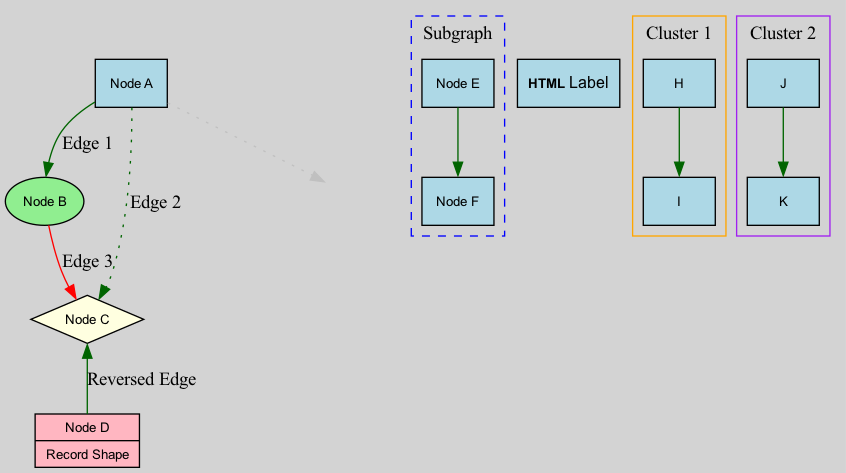 Subgraph
Cluster 1
Cluster 2
Node A
Node E
HTML Label
H
J
Edge 1
Node B
Edge 2
Node F
I
K
Edge 3
Node C
Reversed Edge
Node D
Record Shape